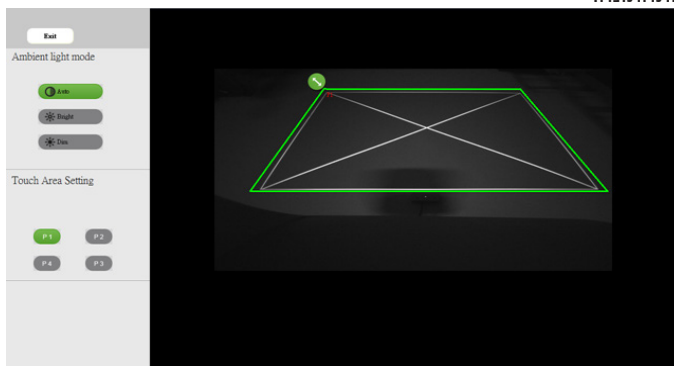 Exit
Ambient light mode
Auto
Bright
Dim
Touch Area Setting
P 1
P 2
P 4
P 3